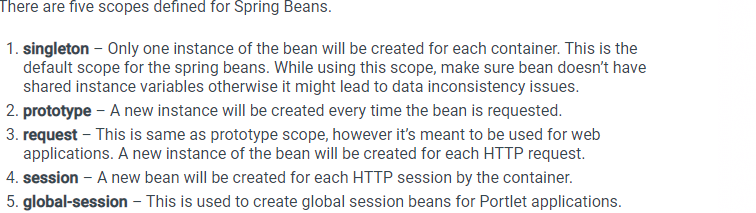 There are five scopes defined for Spring Beans.
1. singleton – Only one instance of the bean will be created for each container. This is the
default scope for the spring beans. While using this scope, make sure bean doesn't have
shared instance variables otherwise it might lead to data inconsistency issues.
2. prototype – A new instance will be created every time the bean is requested.
3. request – This is same as prototype scope, however it's meant to be used for web
applications. A new instance of the bean will be created for each HTTP request.
4. session – A new bean will be created for each HTTP session by the container.
5. global-session – This is used to create global session beans for Portlet applications.